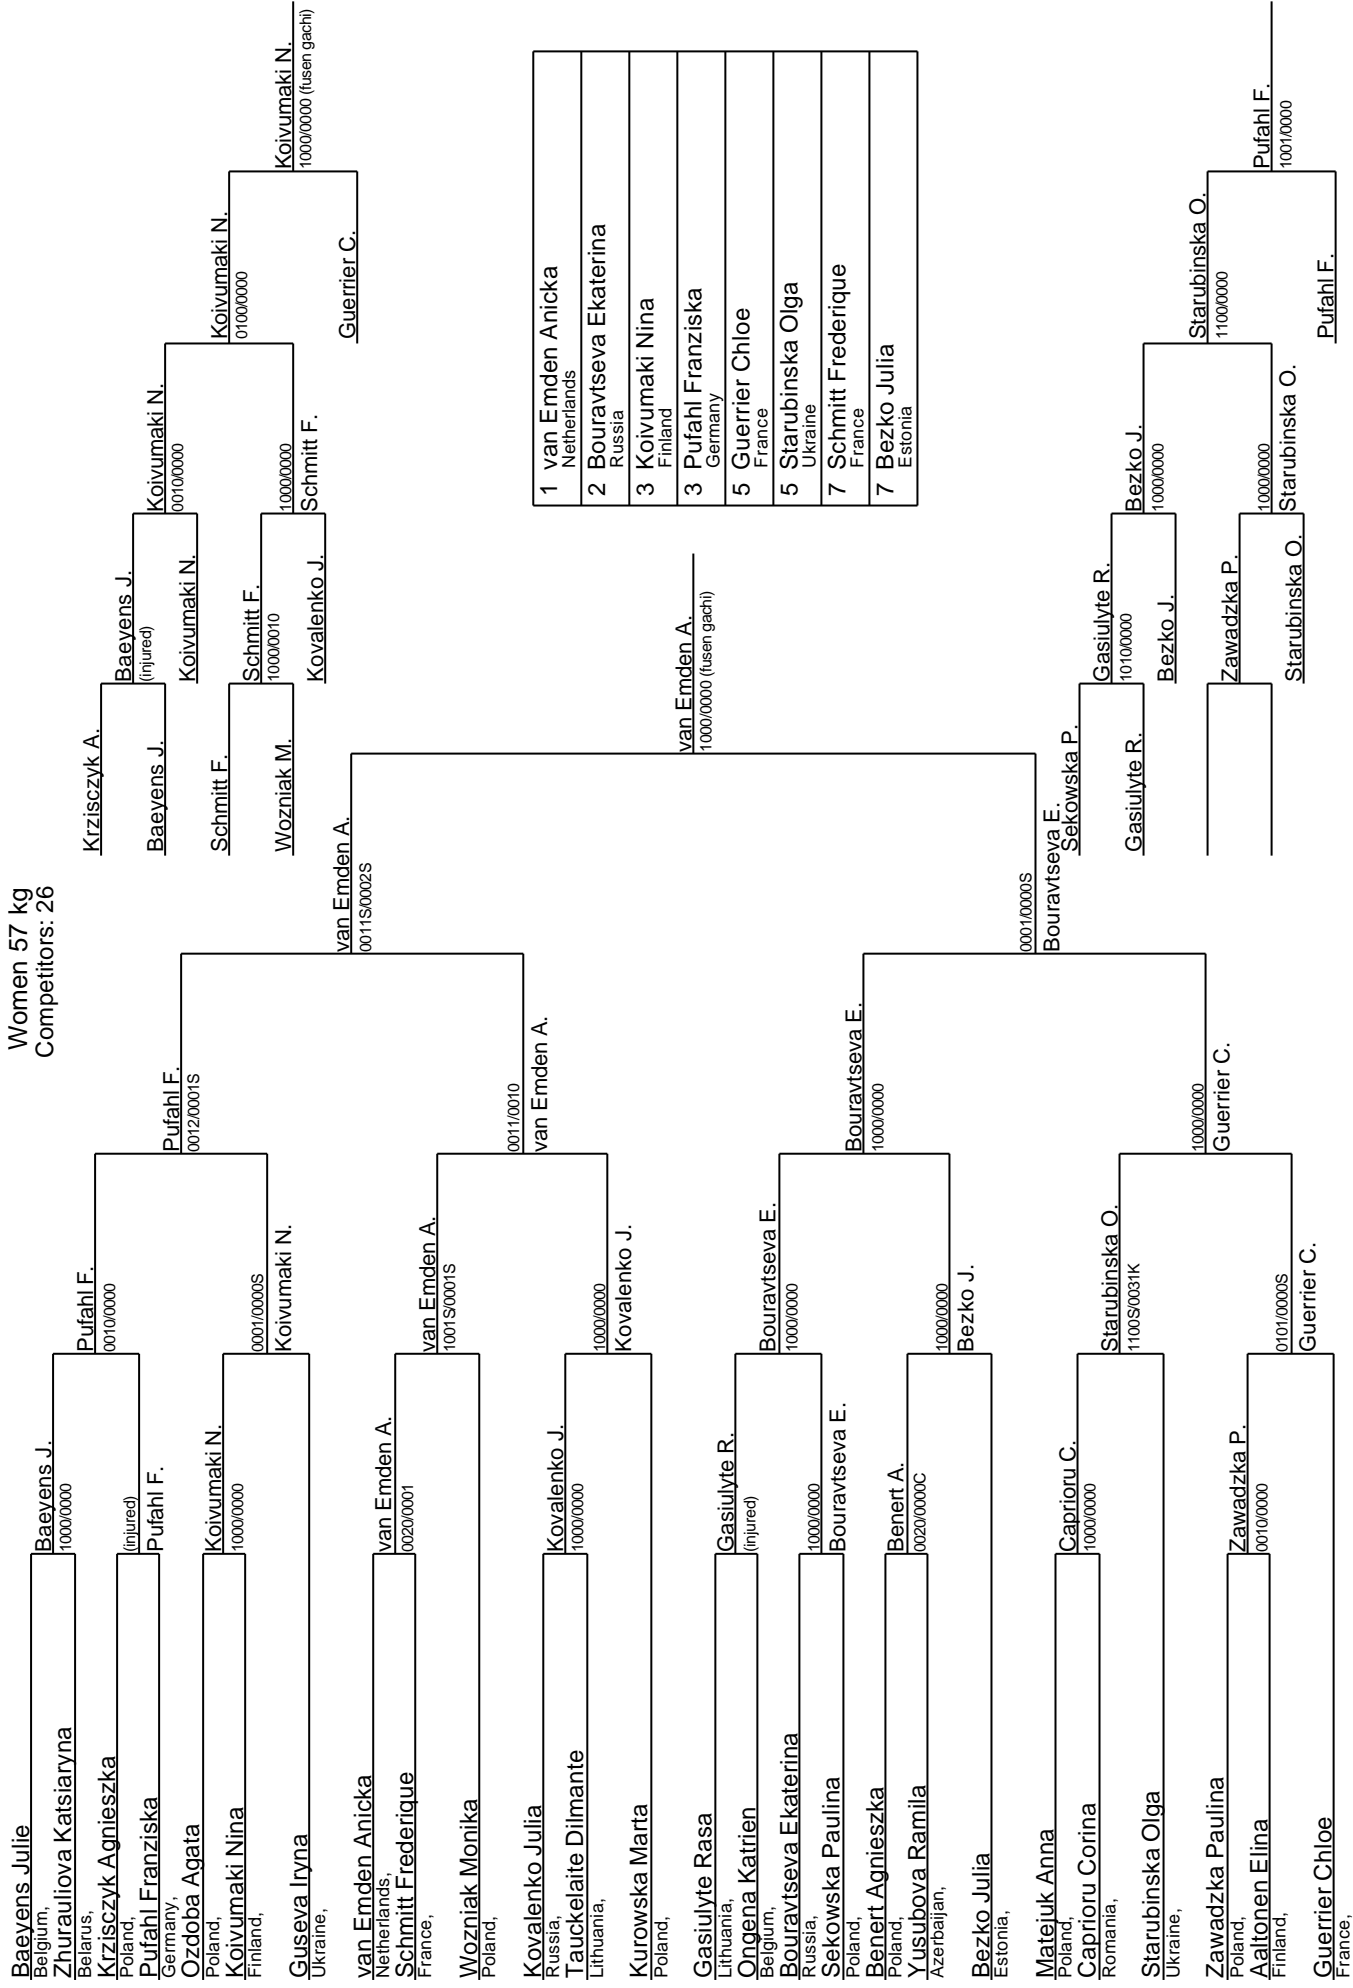 Women 57 kg
Competitors: 26
Baeyens Julie
Belgium,
Zhurauliova Katsiaryna
Belarus,
Krzisczyk Agnieszka
Poland,
Pufahl Franziska
Germany,
Ozdoba Agata
Poland,
Koivumaki Nina
Finland,
Guseva Iryna
Ukraine,
van Emden Anicka
Netherlands,
Schmitt Frederique
France,
Wozniak Monika
Poland,
Kovalenko Julia
Russia,
Tauckelaite Dilmante
Lithuania,
Kurowska Marta
Poland,
Gasiulyte Rasa
Lithuania,
Ongena Katrien
Belgium,
Bouravtseva Ekaterina
Russia,
Sekowska Paulina
Poland,
Benert Agnieszka
Poland,
Yusubova Ramila
Azerbaijan,
Bezko Julia
Estonia,
Matejuk Anna
Poland,
Caprioru Corina
Romania,
Starubinska Olga
Ukraine,
Zawadzka Paulina
Poland,
Aaltonen Elina
Finland,
Guerrier Chloe
France,
Baeyens J.
1000/0000
(injured)
Pufahl F.
Koivumaki N.
1000/0000
van Emden A.
0020/0001
Kovalenko J.
1000/0000
Gasiulyte R.
(injured)
1000/0000
Bouravtseva E.
Benert A.
0020/0000C
Caprioru C.
1000/0000
Zawadzka P.
0010/0000
Pufahl F.
0010/0000
0001/0000S
Koivumaki N.
van Emden A.
1001S/0001S
1000/0000
Kovalenko J.
Bouravtseva E.
1000/0000
1000/0000
Bezko J.
Starubinska O.
1100S/0031K
0101/0000S
Guerrier C.
Pufahl F.
0012/0001S
0011/0010
van Emden A.
Bouravtseva E.
1000/0000
1000/0000
Guerrier C.
van Emden A.
0011S/0002S
0001/0000S
Bouravtseva E.
van Emden A.
1000/0000 (fusen gachi)
Krzisczyk A.
Baeyens J.
Schmitt F.
Wozniak M.
Baeyens J.
(injured)
Koivumaki N.
Schmitt F.
1000/0010
Kovalenko J.
Koivumaki N.
0010/0000
1000/0000
Schmitt F.
Koivumaki N.
0100/0000
Guerrier C.
Koivumaki N.
1000/0000 (fusen gachi)
1 van Emden Anicka
Netherlands
2 Bouravtseva Ekaterina
Russia
3 Koivumaki Nina
Finland
3 Pufahl Franziska
Germany
5 Guerrier Chloe
France
5 Starubinska Olga
Ukraine
7 Schmitt Frederique
France
7 Bezko Julia
Estonia
Sekowska P.
Gasiulyte R.
Gasiulyte R.
1010/0000
Bezko J.
Zawadzka P.
Starubinska O.
Bezko J.
1000/0000
1000/0000
Starubinska O.
Starubinska O.
1100/0000
Pufahl F.
Pufahl F.
1001/0000